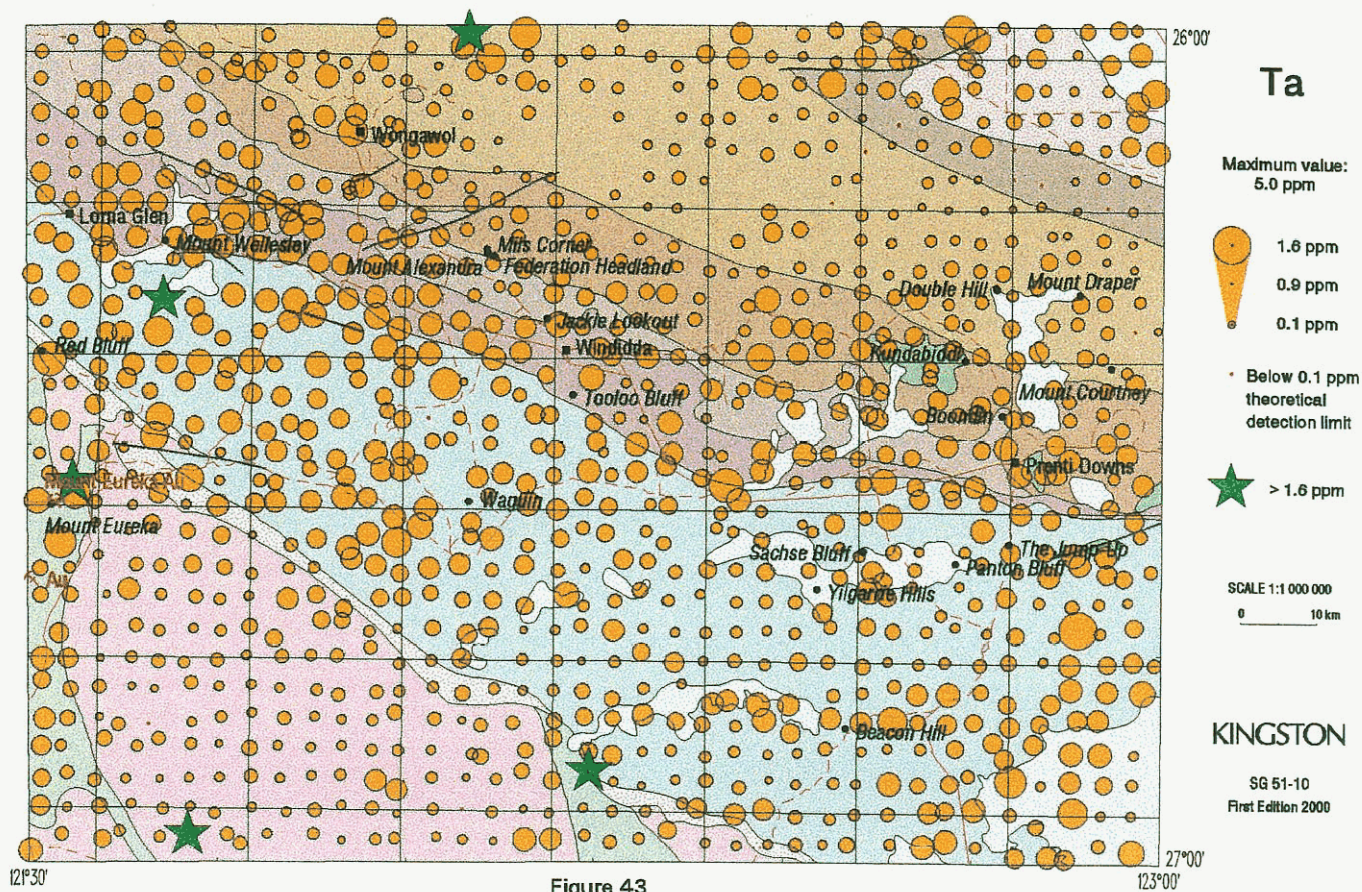 26°00'
Ta
Maximum value:
5.0 ppm
1.6 ppm
0.9 ppm
0.1 ppm
Below 0.1 ppm
theoretical
detection limit
> 1.6 ppm
SCALE 1:1 000 000
0 10 km
KINGSTON
SG 51-10
First Edition 2000
Wongawol
Lorna Glen
Mount Wellesley
Mils Corner
Mount Alexandra
Federation Headland
Double Hill
Mount Draper
Jackie Lookout
Red Bluff
Windidda
Kundabiddi
Mount Courtney
Tooloo Bluff
Boondin
Prenti Downs
Mount Eureka Au
Mount Eureka
Waguin
Sachse Bluff
The Jump-Up
Panton Bluff
Au
Yilgarne Hills
Beacon Hill
27°00'
121°30'
123°00'
Figure 43